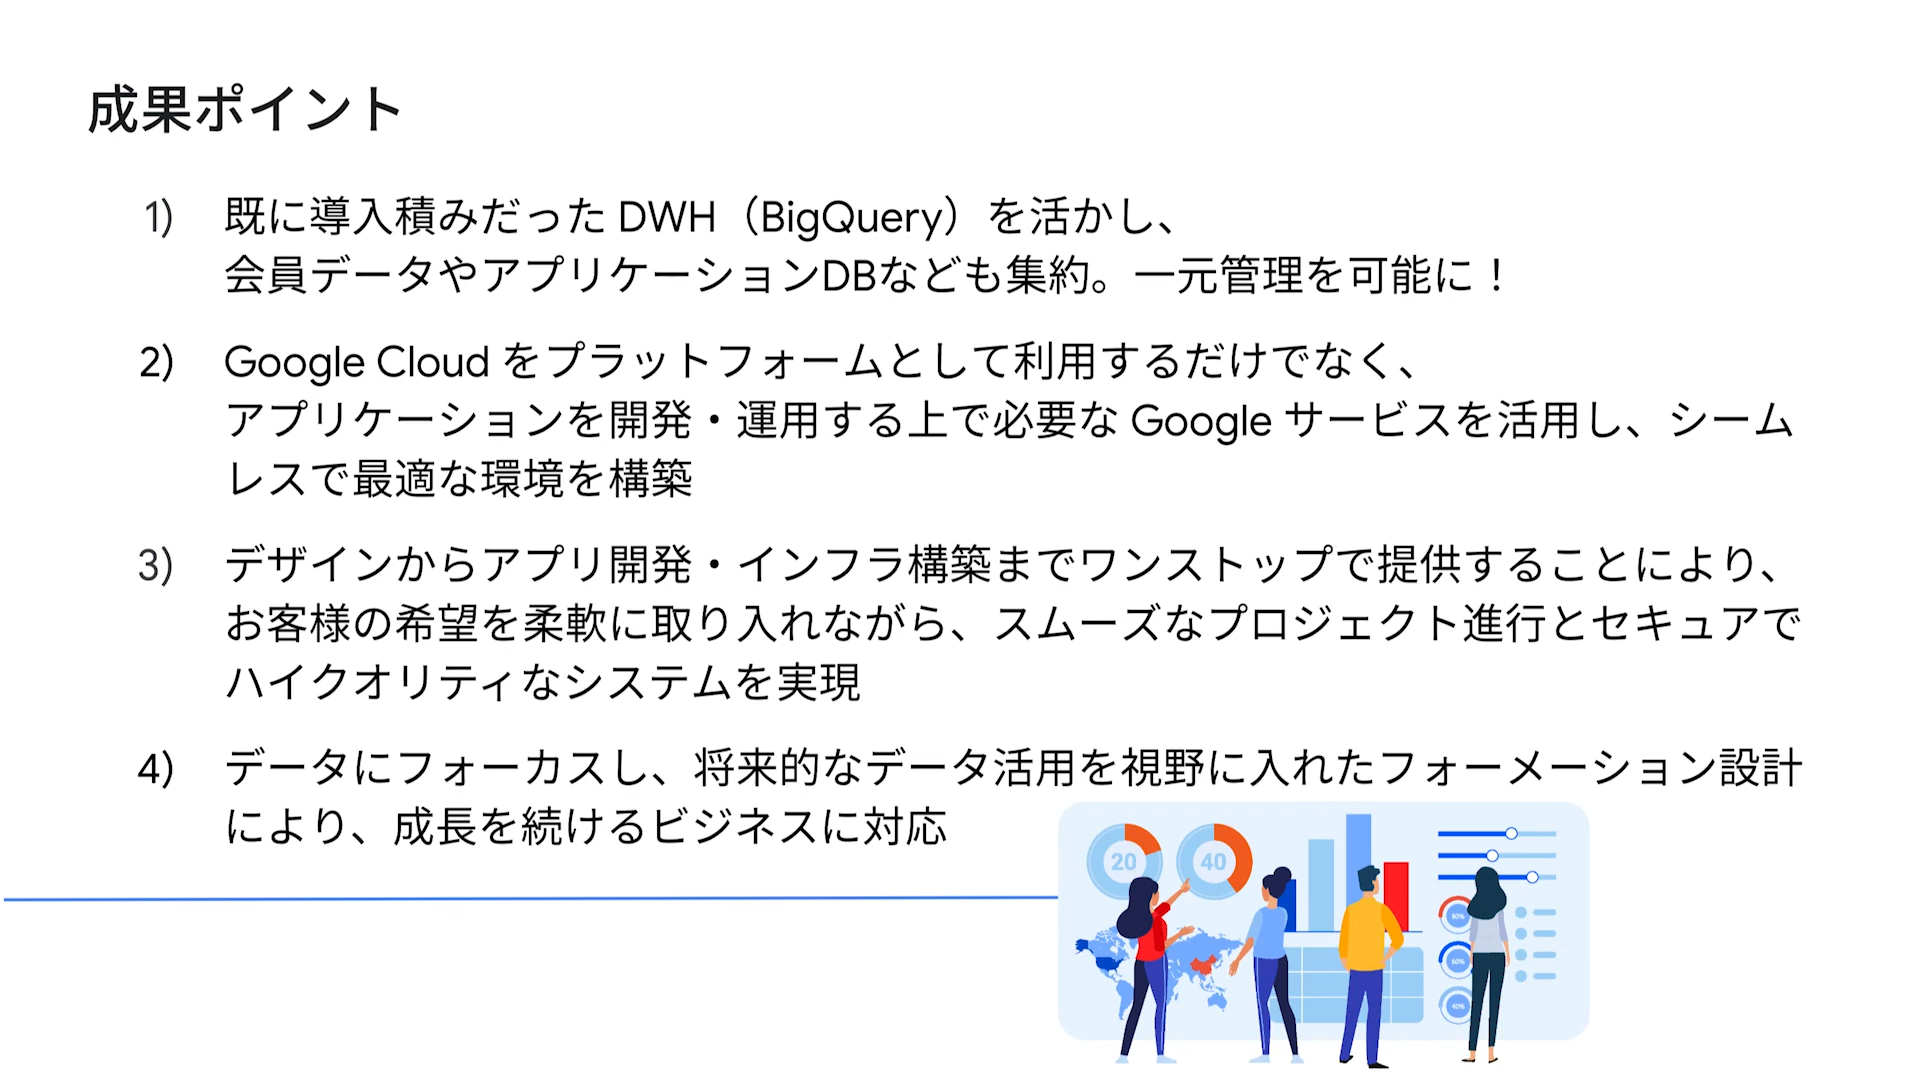 成果ポイント
1) 既に導入積みだった DWH（BigQuery）を活かし、
会員データやアプリケーションDBなども集約。一元管理を可能に！
2) Google Cloud をプラットフォームとして利用するだけでなく、
アプリケーションを開発・運用する上で必要な Google サービスを活用し、シーム
レスで最適な環境を構築
3) デザインからアプリ開発・インフラ構築までワンストップで提供することにより、
お客様の希望を柔軟に取り入れながら、スムーズなプロジェクト進行とセキュアで
ハイクオリティなシステムを実現
4) データにフォーカスし、将来的なデータ活用を視野に入れたフォーメーション設計
により、成長を続けるビジネスに対応
20 40